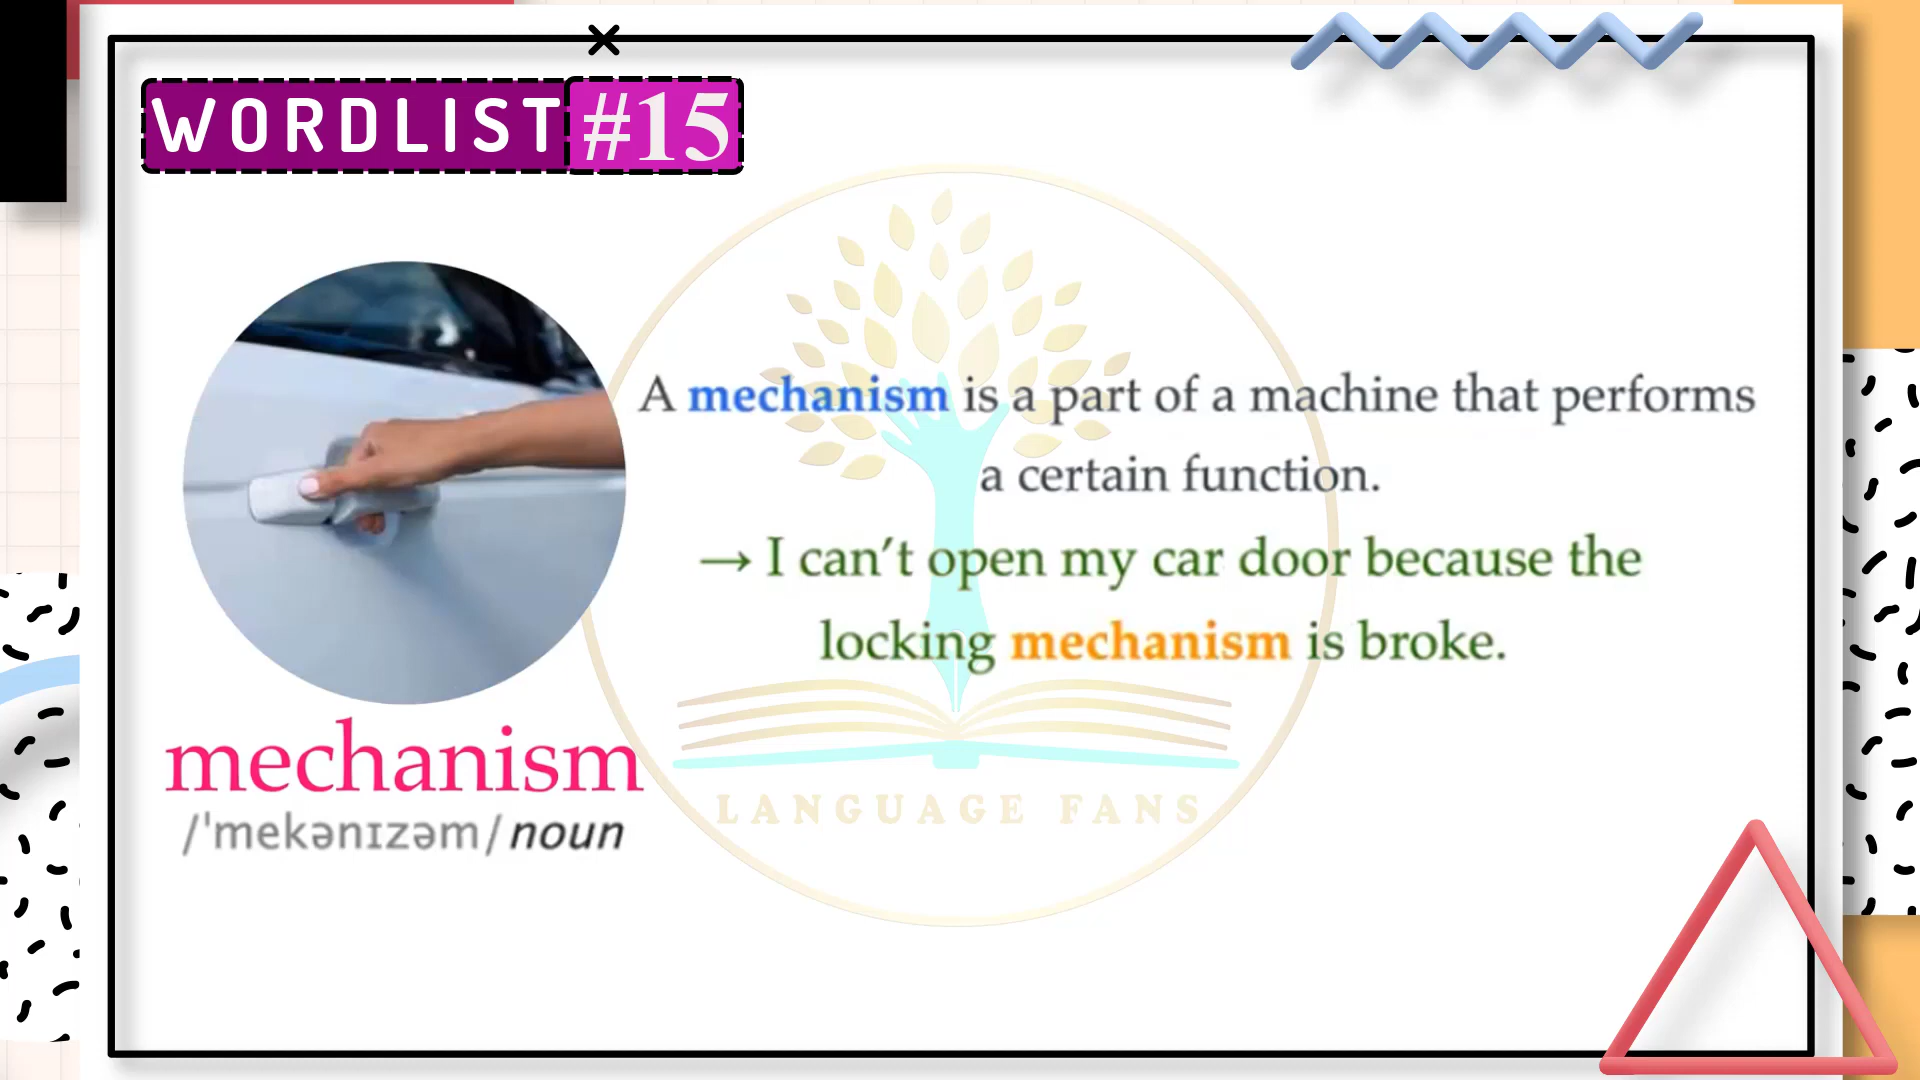 WORDLIST #15
A mechanism is a part of a machine that performs
a certain function.
→ I can’t open my car door because the
locking mechanism is broke.
mechanism
/ˈmekənɪzəm/ noun
LANGUAGE FANS